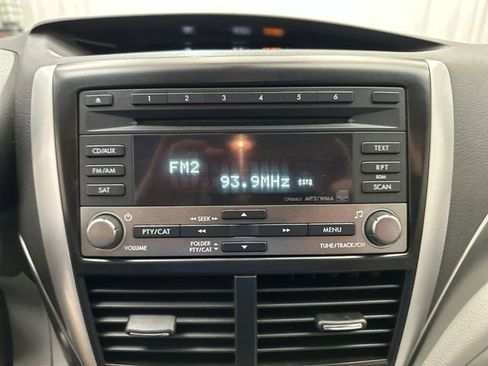 1 2 3 4 5 6
CD/AUX
FM/AM
SAT
FM2
93.9MHz
MP3/WMA
TEXT
RPT
RDM
SCAN
SEEK
PTY/CAT
MENU
VOLUME
FOLDER
PTY/CAT
TUNE/TRACK/CH